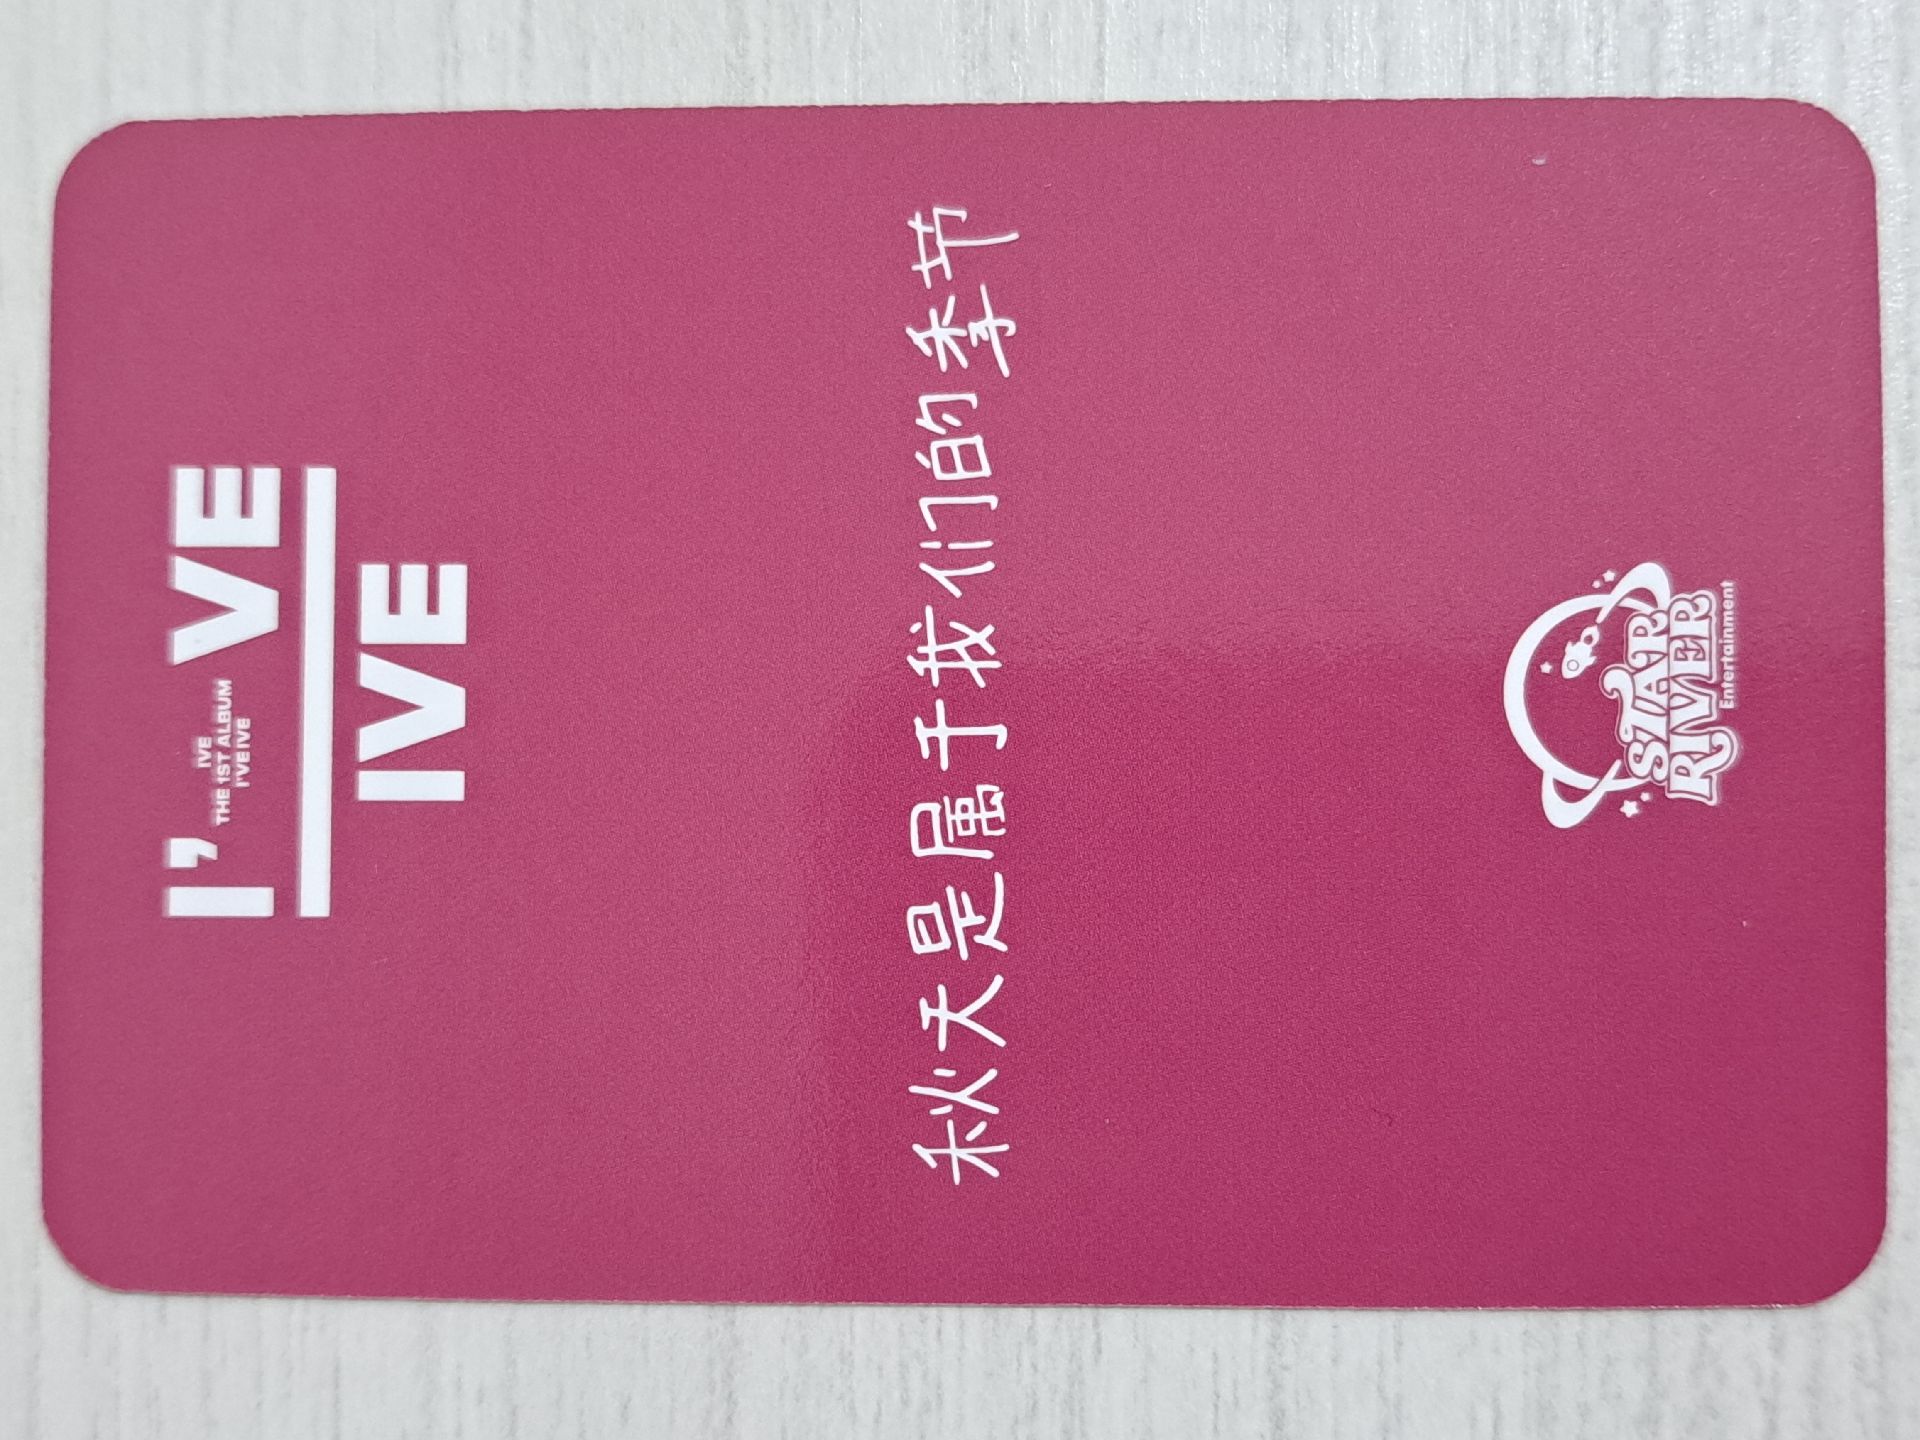 I'VE
IVE
THE 1ST ALBUM
I'VE IVE
IVE
秋天是属于我们的季节
STAR
RIVER
Entertainment